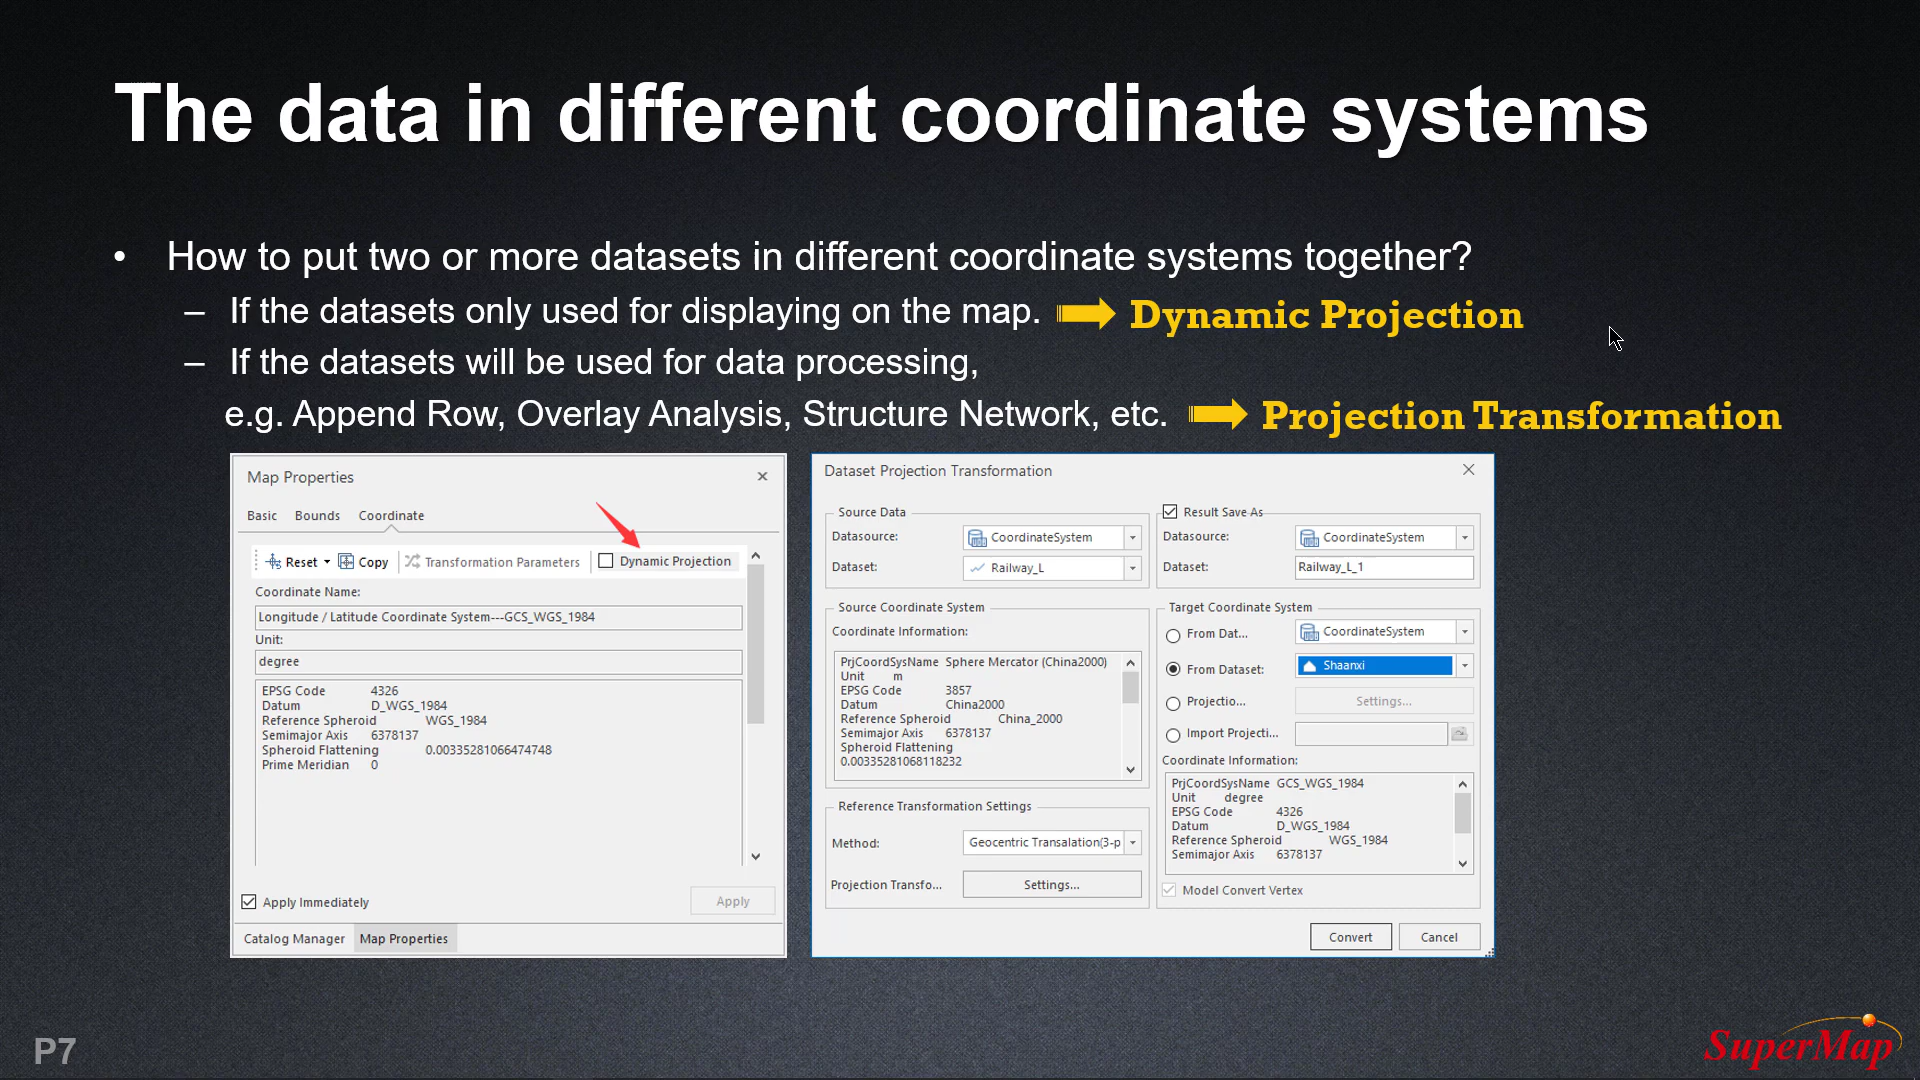 The data in different coordinate systems
• How to put two or more datasets in different coordinate systems together?
– If the datasets only used for displaying on the map. Dynamic Projection
– If the datasets will be used for data processing,
e.g. Append Row, Overlay Analysis, Structure Network, etc. Projection Transformation
Map Properties
Basic Bounds Coordinate
Reset Copy Transformation Parameters Dynamic Projection
Coordinate Name:
Longitude / Latitude Coordinate System---GCS_WGS_1984
Unit:
degree
EPSG Code 4326
Datum D_WGS_1984
Reference Spheroid WGS_1984
Semimajor Axis 6378137
Spheroid Flattening 0.00335281066474748
Prime Meridian 0
Apply Immediately Apply
Catalog Manager Map Properties
Dataset Projection Transformation
Source Data
Datasource: CoordinateSystem
Dataset: Railway_L
Source Coordinate System
Coordinate Information:
PrjCoordSysName Sphere Mercator (China2000)
Unit m
EPSG Code 3857
Datum China2000
Reference Spheroid China_2000
Semimajor Axis 6378137
Spheroid Flattening
0.00335281068118232
Reference Transformation Settings
Method: Geocentric Transalation(3-p
Projection Transfo... Settings...
Result Save As
Datasource: CoordinateSystem
Dataset: Railway_L_1
Target Coordinate System
From Dat... CoordinateSystem
From Dataset: Shaanxi
Projectio... Settings...
Import Projecti...
Coordinate Information:
PrjCoordSysName GCS_WGS_1984
Unit degree
EPSG Code 4326
Datum D_WGS_1984
Reference Spheroid WGS_1984
Semimajor Axis 6378137
Model Convert Vertex
Convert Cancel
P7
SuperMap